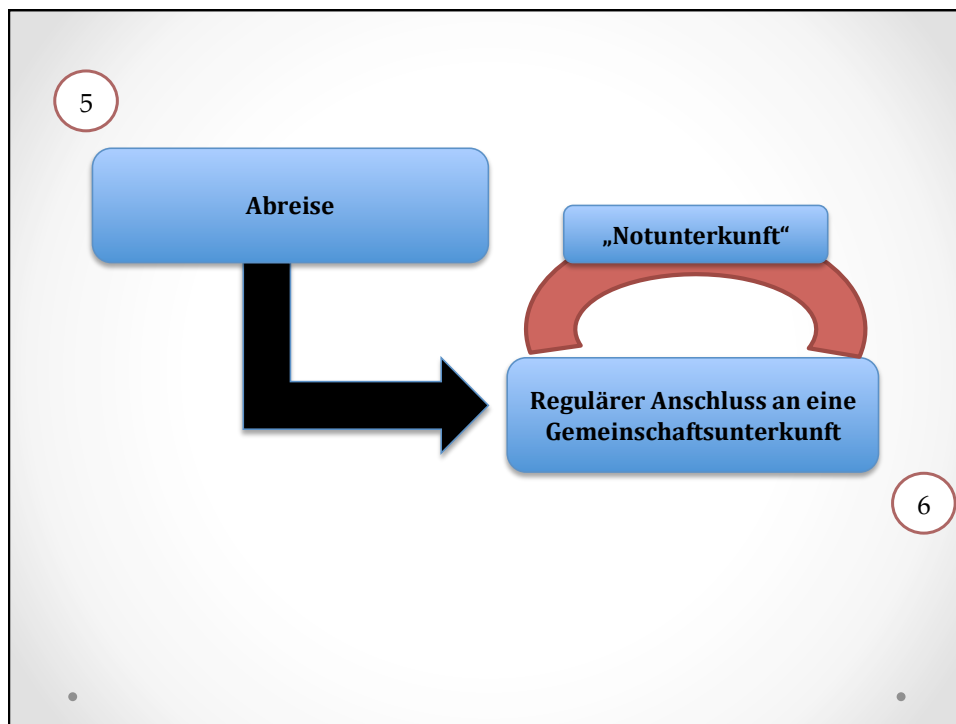 5
Abreise
„Notunterkunft“
Regulärer Anschluss an eine
Gemeinschaftsunterkunft
6